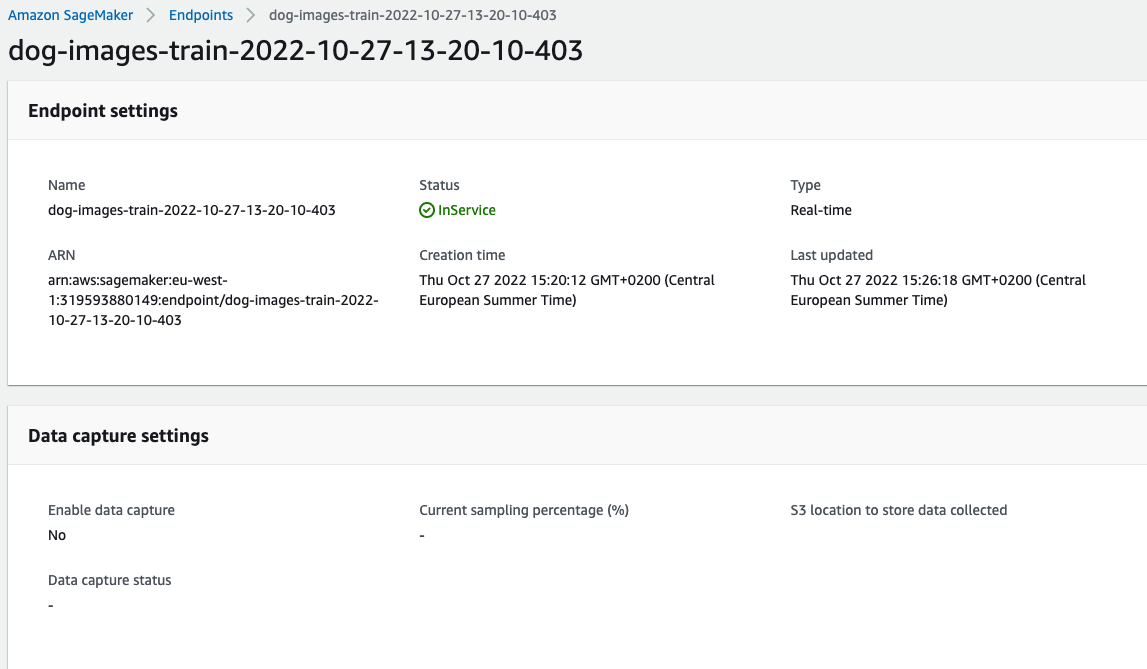 Amazon SageMaker > Endpoints > dog-images-train-2022-10-27-13-20-10-403
dog-images-train-2022-10-27-13-20-10-403
Endpoint settings
Name
dog-images-train-2022-10-27-13-20-10-403
Status
InService
Type
Real-time
ARN
arn:aws:sagemaker:eu-west-
1:319593880149:endpoint/dog-images-train-2022-
10-27-13-20-10-403
Creation time
Thu Oct 27 2022 15:20:12 GMT+0200 (Central
European Summer Time)
Last updated
Thu Oct 27 2022 15:26:18 GMT+0200 (Central
European Summer Time)
Data capture settings
Enable data capture
No
Current sampling percentage (%)
-
S3 location to store data collected
Data capture status
-